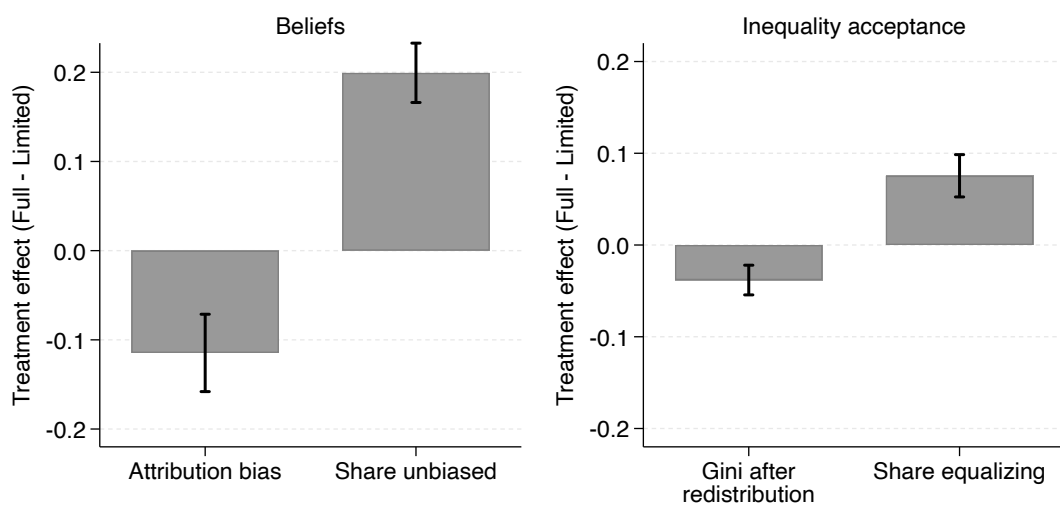 Beliefs
Treatment effect (Full - Limited)
0.2
0.1
0.0
-0.1
-0.2
Attribution bias
Share unbiased
Inequality acceptance
Treatment effect (Full - Limited)
0.2
0.1
0.0
-0.1
-0.2
Gini after
redistribution
Share equalizing